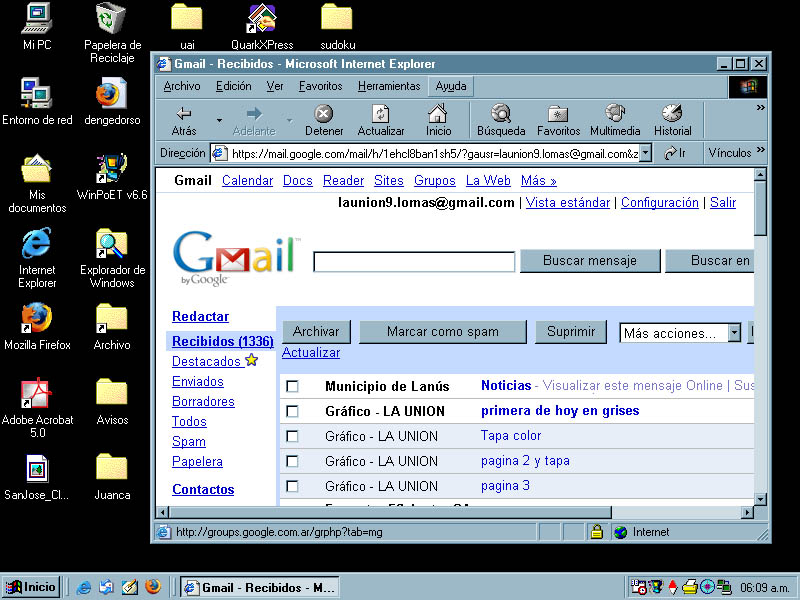 Mi PC
Papelera de
Reciclaje
uai
QuarkXPress
sudoku
Entorno de red
dengedorso
Mis
documentos
WinPoET v6.6
Internet
Explorer
Explorador de
Windows
Mozilla Firefox
Archivo
Adobe Acrobat
5.0
Avisos
SanJose_Cl...
Juanca
Gmail - Recibidos - Microsoft Internet Explorer
Archivo Edición Ver Favoritos Herramientas Ayuda
Atrás Adelante Detener Actualizar Inicio Búsqueda Favoritos Multimedia Historial »
Dirección https://mail.google.com/mail/h/1ehcl8ban1sh5/?gausr=launion9.lomas@gmail.com&z Ir Vínculos »
Gmail Calendar Docs Reader Sites Grupos La Web Más »
launion9.lomas@gmail.com | Vista estándar | Configuración | Salir
Gmail™
by Google
Buscar mensaje Buscar en
Redactar
Recibidos (1336)
Destacados
Enviados
Borradores
Todos
Spam
Papelera
Contactos
Archivar Marcar como spam Suprimir Más acciones...
Actualizar
Municipio de Lanús Noticias - Visualizar este mensaje Online | Sus
Gráfico - LA UNION primera de hoy en grises
Gráfico - LA UNION Tapa color
Gráfico - LA UNION pagina 2 y tapa
Gráfico - LA UNION pagina 3
http://groups.google.com.ar/grphp?tab=mg Internet
Inicio Gmail - Recibidos - M... 06:09 a.m.